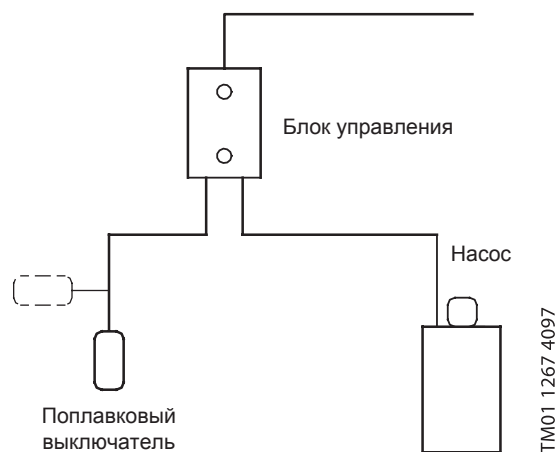 Блок управления
Насос
Поплавковый
выключатель
TM01 1267 4097